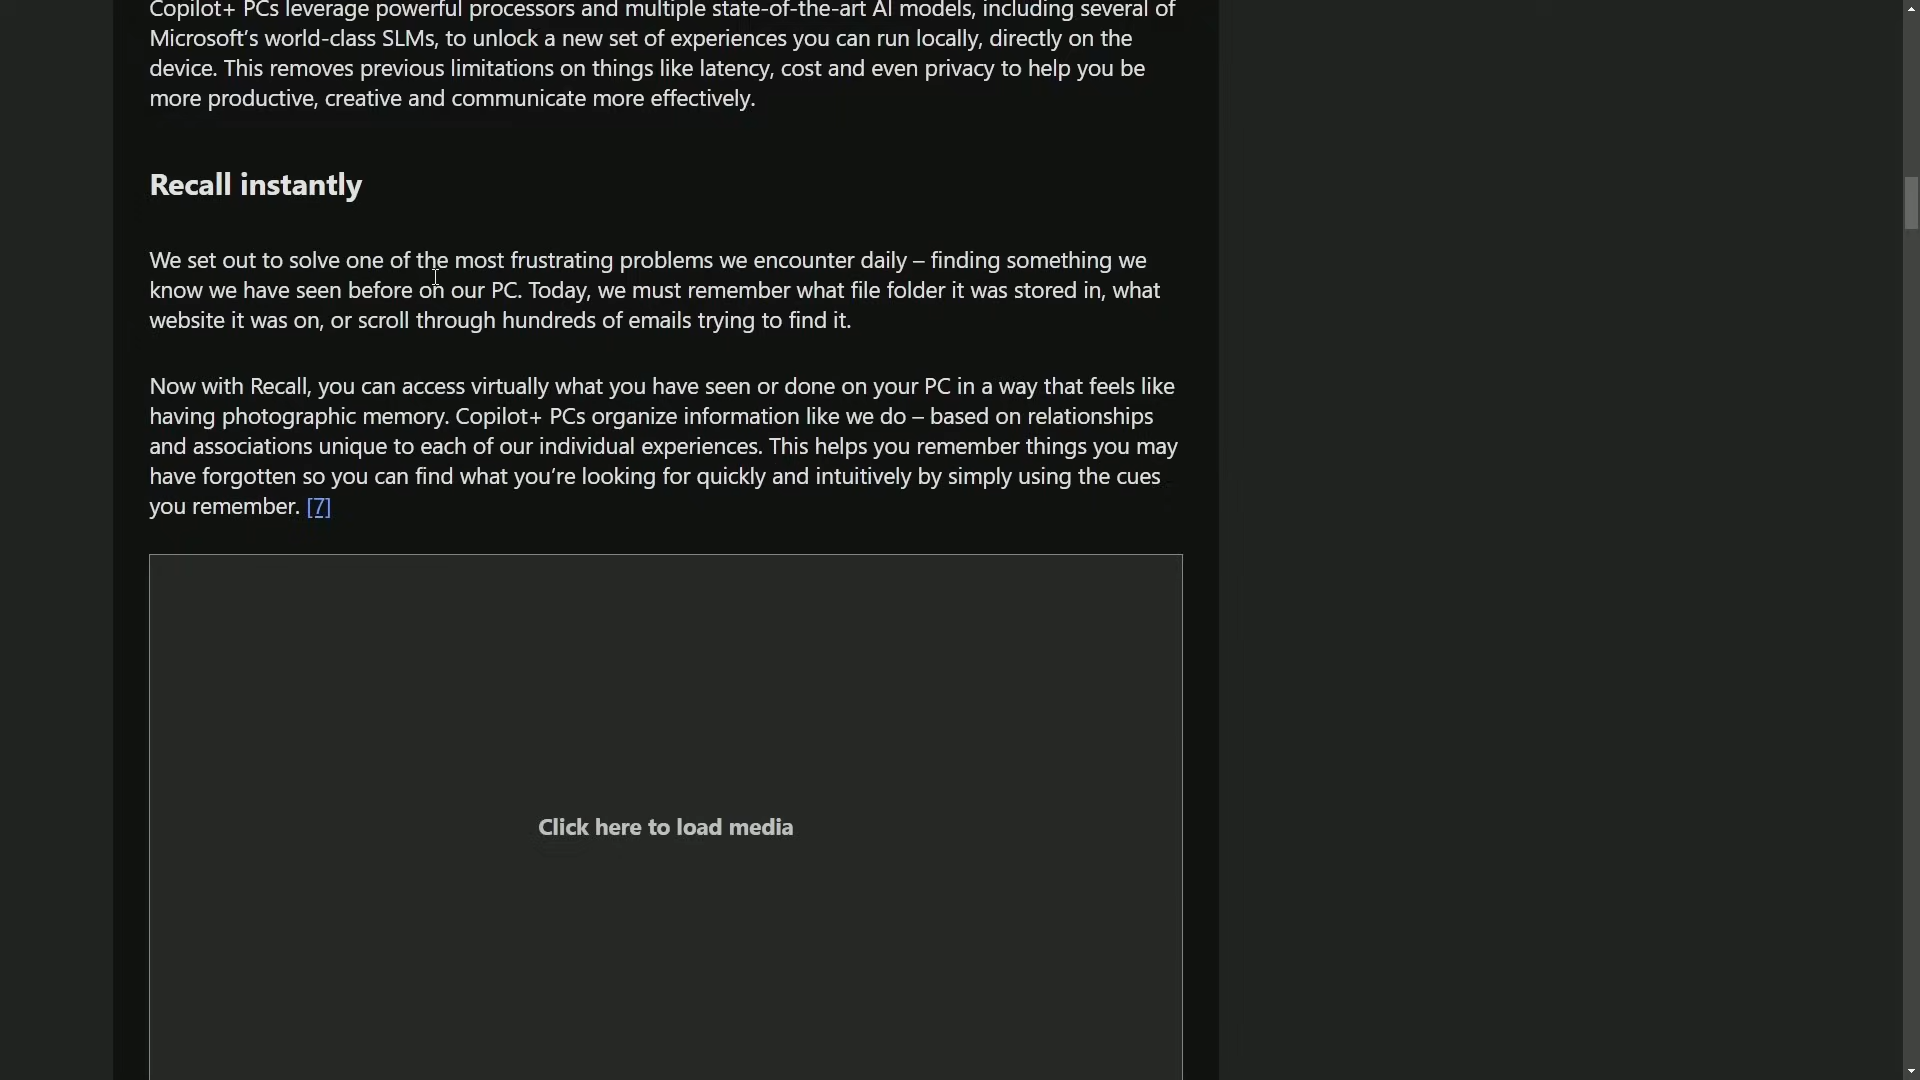 Copilot+ PCs leverage powerful processors and multiple state-of-the-art AI models, including several of
Microsoft’s world-class SLMs, to unlock a new set of experiences you can run locally, directly on the
device. This removes previous limitations on things like latency, cost and even privacy to help you be
more productive, creative and communicate more effectively.
Recall instantly
We set out to solve one of the most frustrating problems we encounter daily – finding something we
know we have seen before on our PC. Today, we must remember what file folder it was stored in, what
website it was on, or scroll through hundreds of emails trying to find it.
Now with Recall, you can access virtually what you have seen or done on your PC in a way that feels like
having photographic memory. Copilot+ PCs organize information like we do – based on relationships
and associations unique to each of our individual experiences. This helps you remember things you may
have forgotten so you can find what you’re looking for quickly and intuitively by simply using the cues
you remember. [7]
Click here to load media